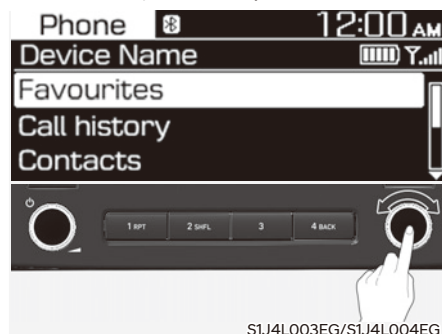 Phone 12:00 AM
Device Name
Favourites
Call history
Contacts
1 RPT 2 SHFL 3 4 BACK
S1J4L003EG/S1J4L004EG